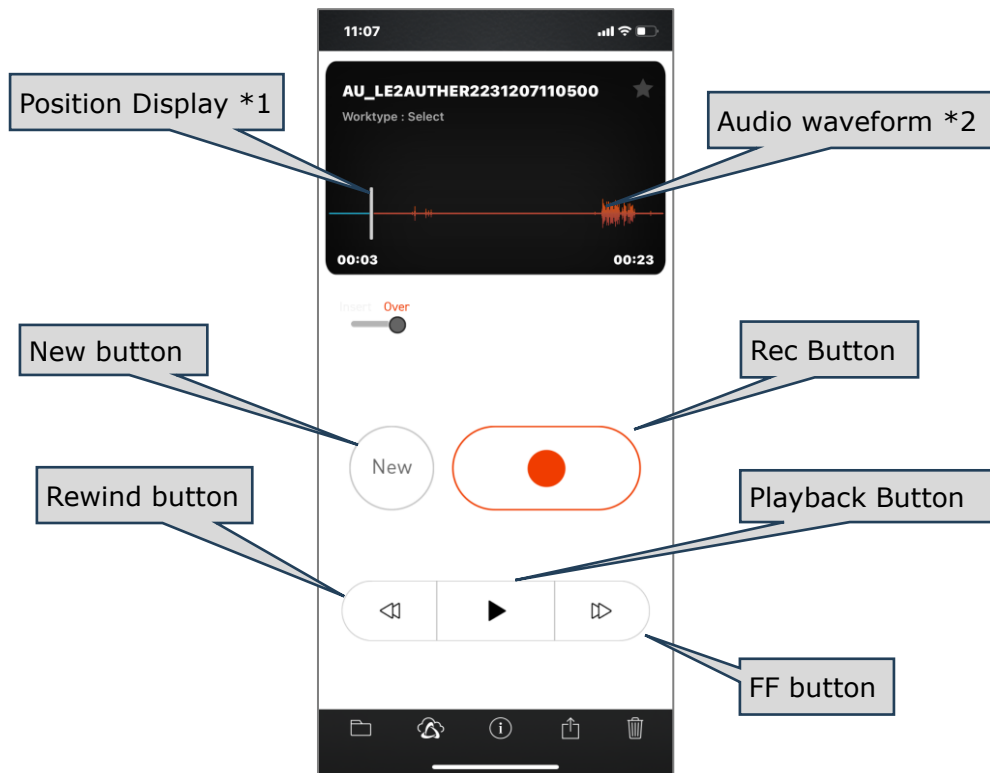 11:07
Position Display *1
AU_LE2AUTHER2231207110500
Worktype : Select
Audio waveform *2
00:03
00:23
Insert Over
New button
Rec Button
New
Rewind button
Playback Button
FF button